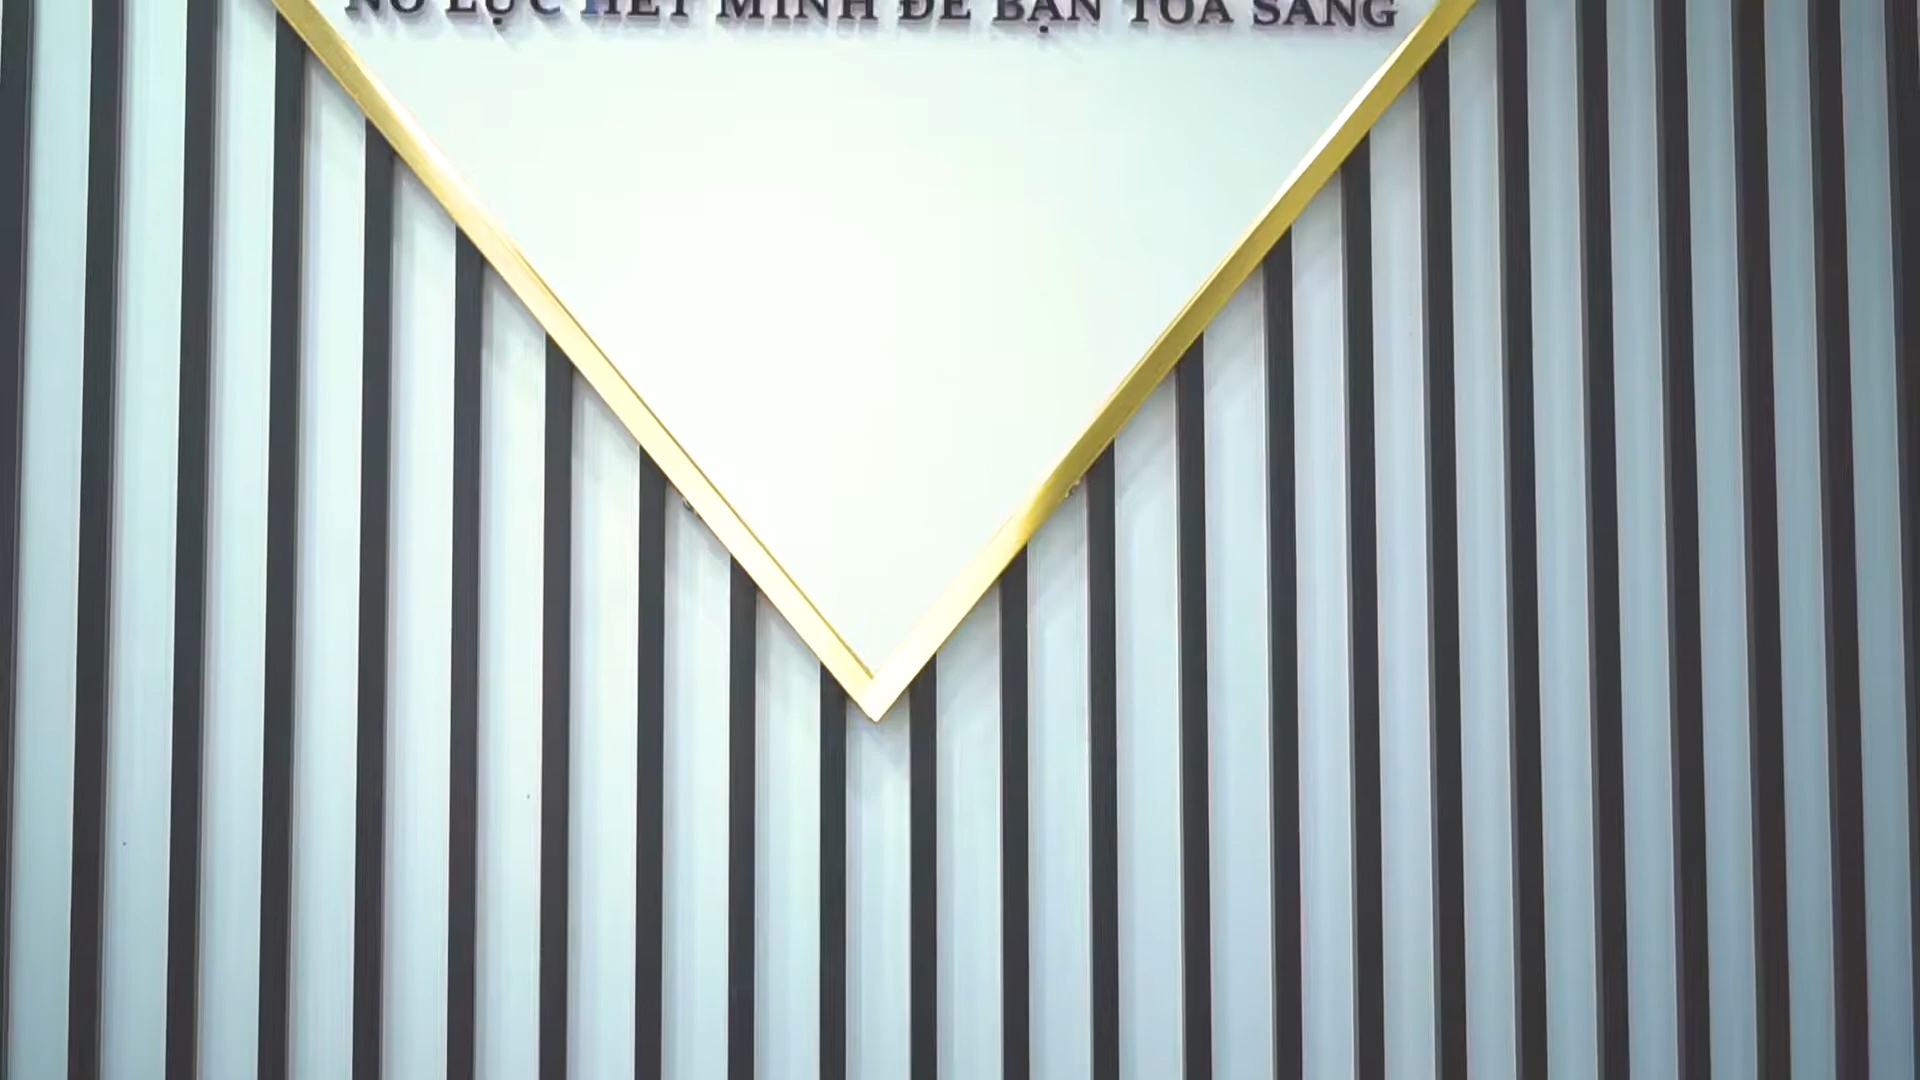 NỖ LỰC HẾT MÌNH ĐỂ BẠN TỎA SÁNG